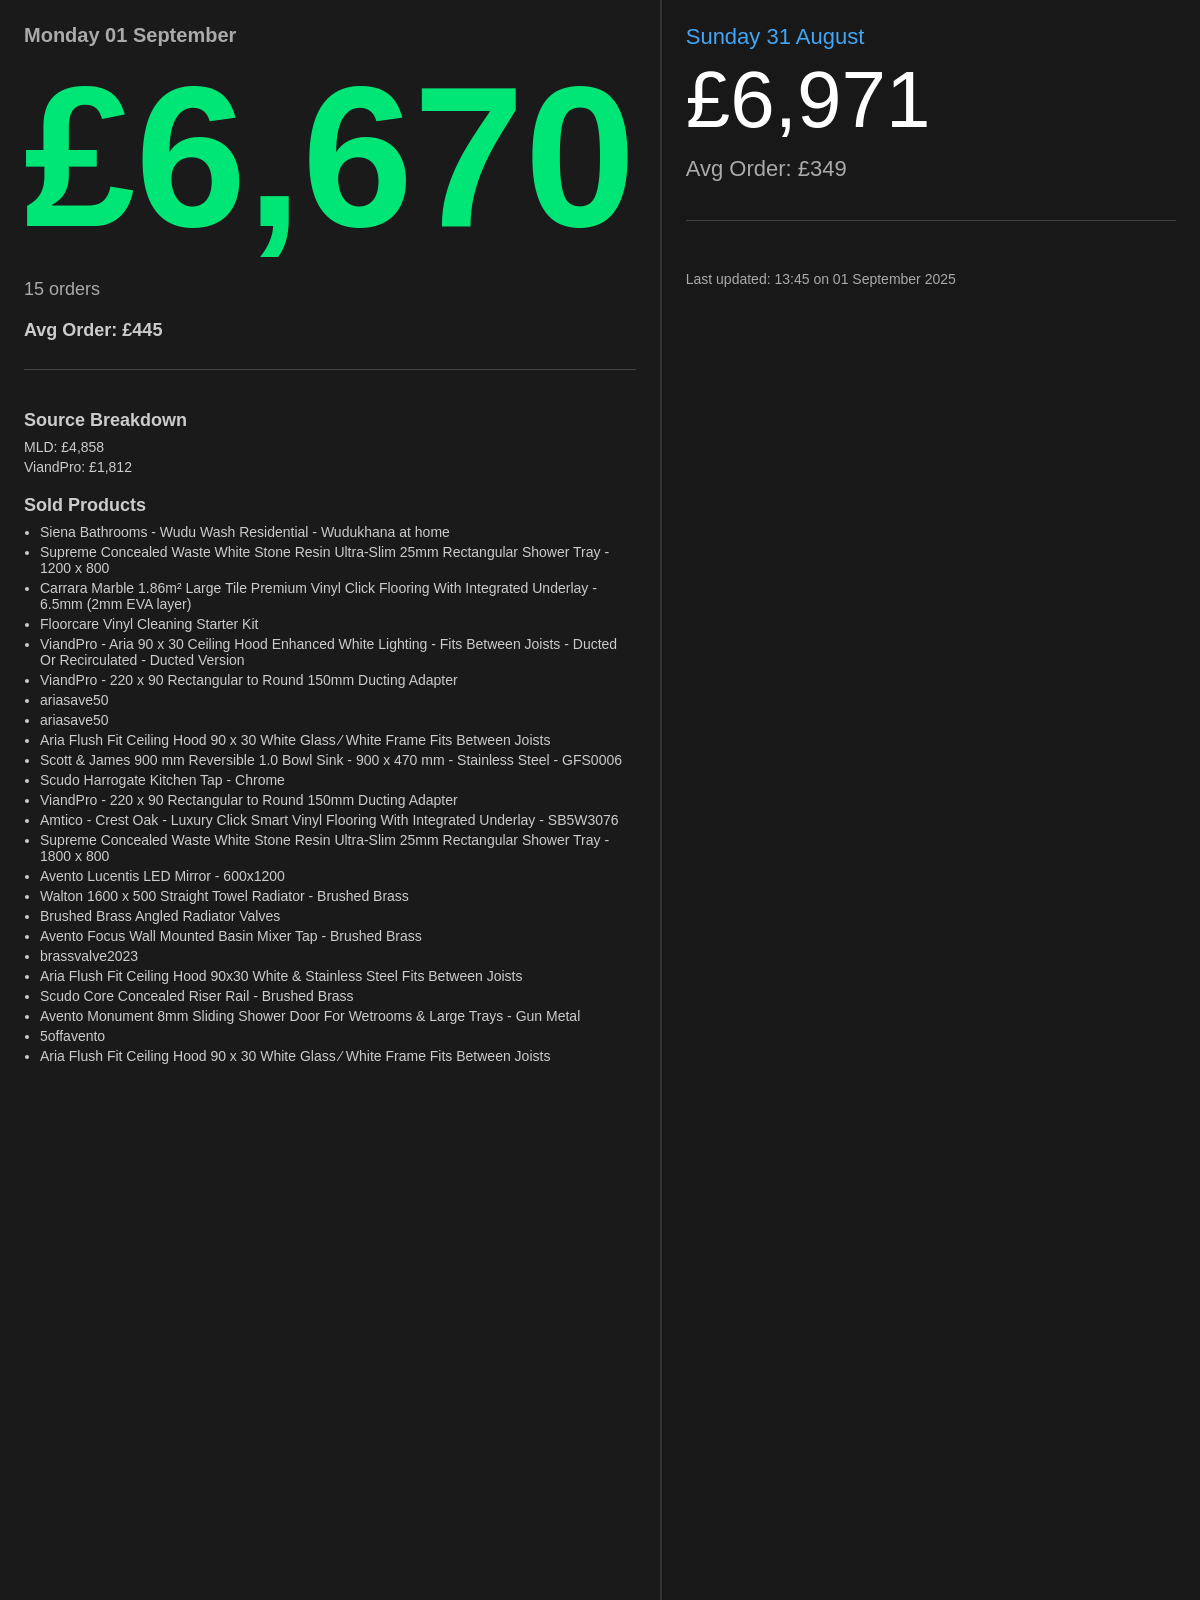 Monday 01 September
£6,670
15 orders
Avg Order: £445
Source Breakdown
MLD: £4,858
ViandPro: £1,812
Sold Products
• Siena Bathrooms - Wudu Wash Residential - Wudukhana at home
• Supreme Concealed Waste White Stone Resin Ultra-Slim 25mm Rectangular Shower Tray -
1200 x 800
• Carrara Marble 1.86m² Large Tile Premium Vinyl Click Flooring With Integrated Underlay -
6.5mm (2mm EVA layer)
• Floorcare Vinyl Cleaning Starter Kit
• ViandPro - Aria 90 x 30 Ceiling Hood Enhanced White Lighting - Fits Between Joists - Ducted
Or Recirculated - Ducted Version
• ViandPro - 220 x 90 Rectangular to Round 150mm Ducting Adapter
• ariasave50
• ariasave50
• Aria Flush Fit Ceiling Hood 90 x 30 White Glass ⁄ White Frame Fits Between Joists
• Scott & James 900 mm Reversible 1.0 Bowl Sink - 900 x 470 mm - Stainless Steel - GFS0006
• Scudo Harrogate Kitchen Tap - Chrome
• ViandPro - 220 x 90 Rectangular to Round 150mm Ducting Adapter
• Amtico - Crest Oak - Luxury Click Smart Vinyl Flooring With Integrated Underlay - SB5W3076
• Supreme Concealed Waste White Stone Resin Ultra-Slim 25mm Rectangular Shower Tray -
1800 x 800
• Avento Lucentis LED Mirror - 600x1200
• Walton 1600 x 500 Straight Towel Radiator - Brushed Brass
• Brushed Brass Angled Radiator Valves
• Avento Focus Wall Mounted Basin Mixer Tap - Brushed Brass
• brassvalve2023
• Aria Flush Fit Ceiling Hood 90x30 White & Stainless Steel Fits Between Joists
• Scudo Core Concealed Riser Rail - Brushed Brass
• Avento Monument 8mm Sliding Shower Door For Wetrooms & Large Trays - Gun Metal
• 5offavento
• Aria Flush Fit Ceiling Hood 90 x 30 White Glass ⁄ White Frame Fits Between Joists
Sunday 31 August
£6,971
Avg Order: £349
Last updated: 13:45 on 01 September 2025